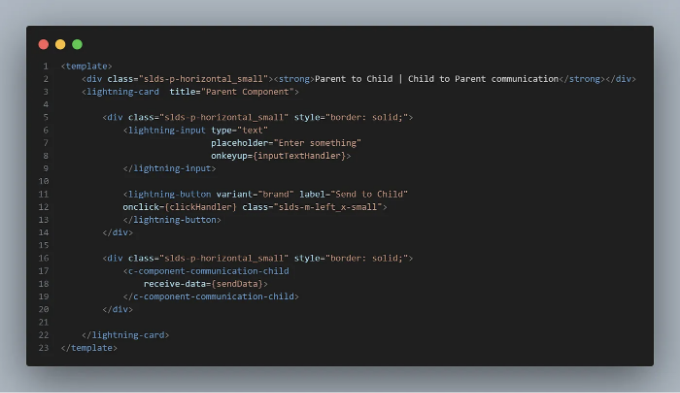 1 <template>
2 <div class="slds-p-horizontal_small"><strong>Parent to Child | Child to Parent communication</strong></div>
3 <lightning-card  title="Parent Component">
4
5 <div class="slds-p-horizontal_small" style="border: solid;">
6 <lightning-input type="text"
7 placeholder="Enter something"
8 onkeyup={inputTextHandler}>
9 </lightning-input>
10
11 <lightning-button variant="brand" label="Send to Child"
12 onclick={clickHandler} class="slds-m-left_x-small">
13 </lightning-button>
14 </div>
15
16 <div class="slds-p-horizontal_small" style="border: solid;">
17 <c-component-communication-child
18 receive-data={sendData}>
19 </c-component-communication-child>
20 </div>
21
22 </lightning-card>
23 </template>